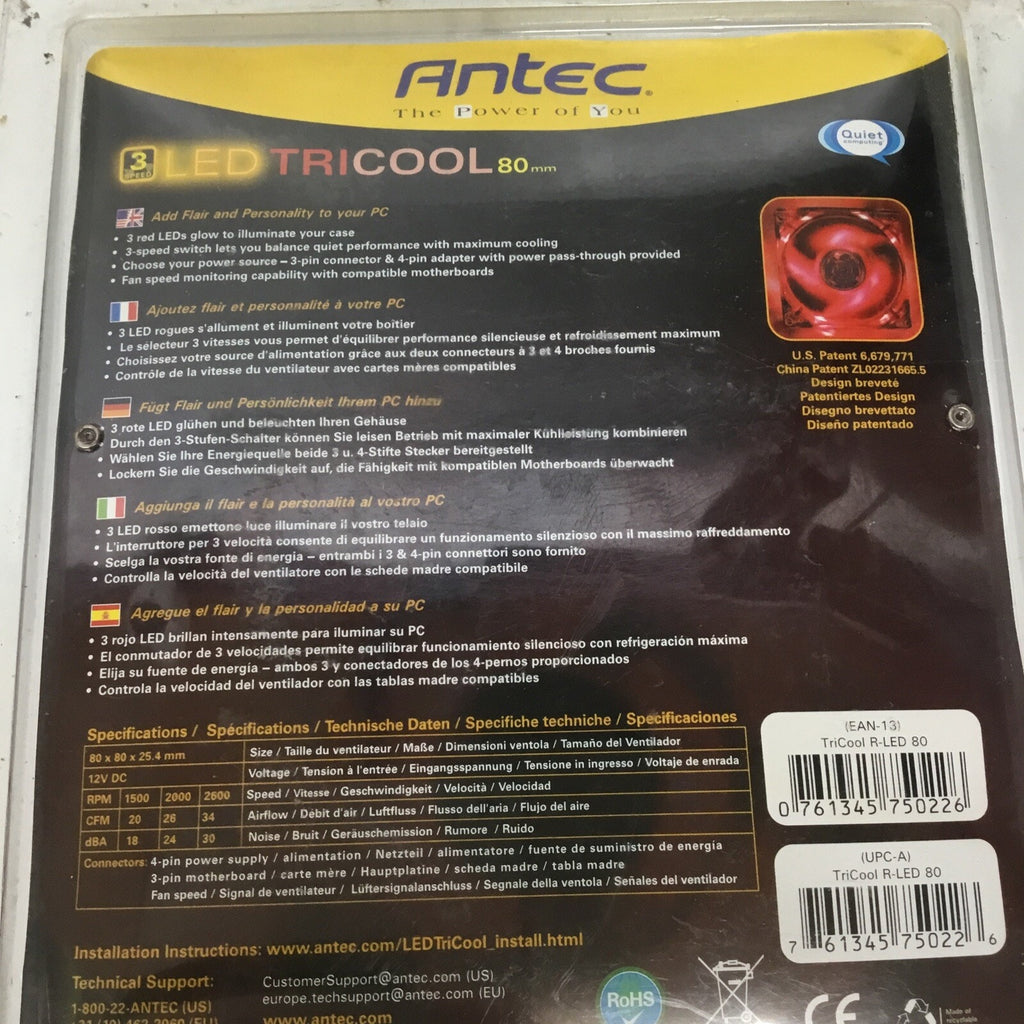 Antec®
The Power of You
Quiet
computing™
3 SPEED LED TRICOOL 80mm
Add Flair and Personality to your PC
• 3 red LEDs glow to illuminate your case
• 3-speed switch lets you balance quiet performance with maximum cooling
• Choose your power source – 3-pin connector & 4-pin adapter with power pass-through provided
• Fan speed monitoring capability with compatible motherboards
Ajoutez flair et personnalité à votre PC
• 3 LED rogues s'allument et illuminent votre boîtier
• Le sélecteur 3 vitesses vous permet d'équilibrer performance silencieuse et refroidissement maximum
• Choisissez votre source d'alimentation grâce aux deux connecteurs à 3 et 4 broches fournis
• Contrôle de la vitesse du ventilateur avec cartes mères compatibles
U.S. Patent 6,679,771
China Patent ZL02231665.5
Design breveté
Patentiertes Design
Disegno brevettato
Diseño patentado
Fügt Flair und Persönlichkeit Ihrem PC hinzu
• 3 rote LED glühen und beleuchten Ihren Gehäuse
• Durch den 3-Stufen-Schalter können Sie leisen Betrieb mit maximaler Kühlleistung kombinieren
• Wählen Sie Ihre Energiequelle beide 3 u. 4-Stifte Stecker bereitgestellt
• Lockern Sie die Geschwindigkeit auf, die Fähigkeit mit kompatiblen Motherboards überwacht
Aggiunga il flair e la personalità al vostro PC
• 3 LED rosso emettono luce illuminare il vostro telaio
• L'interruttore per 3 velocità consente di equilibrare un funzionamento silenzioso con il massimo raffreddamento
• Scelga la vostra fonte di energia – entrambi i 3 & 4-pin connettori sono fornito
• Controlla la velocità del ventilatore con le schede madre compatibile
Agregue el flair y la personalidad a su PC
• 3 rojo LED brillan intensamente para iluminar su PC
• El conmutador de 3 velocidades permite equilibrar funcionamiento silencioso con refrigeración máxima
• Elija su fuente de energía – ambos 3 y conectadores de los 4-pernos proporcionados
• Controla la velocidad del ventilador con las tablas madre compatibles
Specifications / Spécifications / Technische Daten / Specifiche techniche / Specificaciones
80 x 80 x 25.4 mm Size / Taille du ventilateur / Maße / Dimensioni ventola / Tamaño del Ventilador
12V DC Voltage / Tension à l'entrée / Eingangsspannung / Tensione in ingresso / Voltaje de enrada
RPM 1500 2000 2600 Speed / Vitesse / Geschwindigkeit / Velocità / Velocidad
CFM 20 26 34 Airflow / Débit d'air / Luftfluss / Flusso dell'aria / Flujo del aire
dBA 18 24 30 Noise / Bruit / Geräuschemission / Rumore / Ruido
Connectors: 4-pin power supply / alimentation / Netzteil / alimentatore / fuente de suministro de energía
3-pin motherboard / carte mère / Hauptplatine / scheda madre / tabla madre
Fan speed / Signal de ventilateur / Lüftersignalanschluss / Segnale della ventola / Señales del ventilador
(EAN-13)
TriCool R-LED 80
0 761345 750226
(UPC-A)
TriCool R-LED 80
7 61345 75022 6
Installation Instructions: www.antec.com/LEDTriCool_install.html
Technical Support:
1-800-22-ANTEC (US)
CustomerSupport@antec.com (US)
europe.techsupport@antec.com (EU)
www.antec.com
RoHS
CE
Made of
recyclable